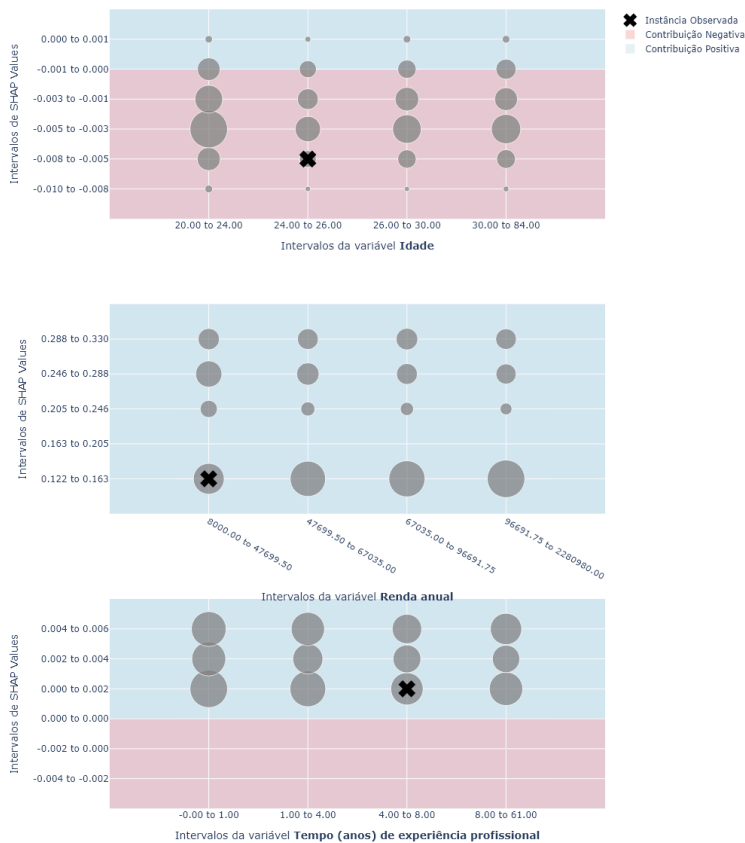 Instância Observada
Contribuição Negativa
Contribuição Positiva
Intervalos de SHAP Values
0.000 to 0.001
-0.001 to 0.000
-0.003 to -0.001
-0.005 to -0.003
-0.008 to -0.005
-0.010 to -0.008
20.00 to 24.00 24.00 to 26.00 26.00 to 30.00 30.00 to 84.00
Intervalos da variável Idade
Intervalos de SHAP Values
0.288 to 0.330
0.246 to 0.288
0.205 to 0.246
0.163 to 0.205
0.122 to 0.163
8000.00 to 47699.50
47699.50 to 67035.00
67035.00 to 96691.75
96691.75 to 2280980.00
Intervalos da variável Renda anual
Intervalos de SHAP Values
0.004 to 0.006
0.002 to 0.004
0.000 to 0.002
0.000 to 0.000
-0.002 to 0.000
-0.004 to -0.002
-0.00 to 1.00 1.00 to 4.00 4.00 to 8.00 8.00 to 61.00
Intervalos da variável Tempo (anos) de experiência profissional